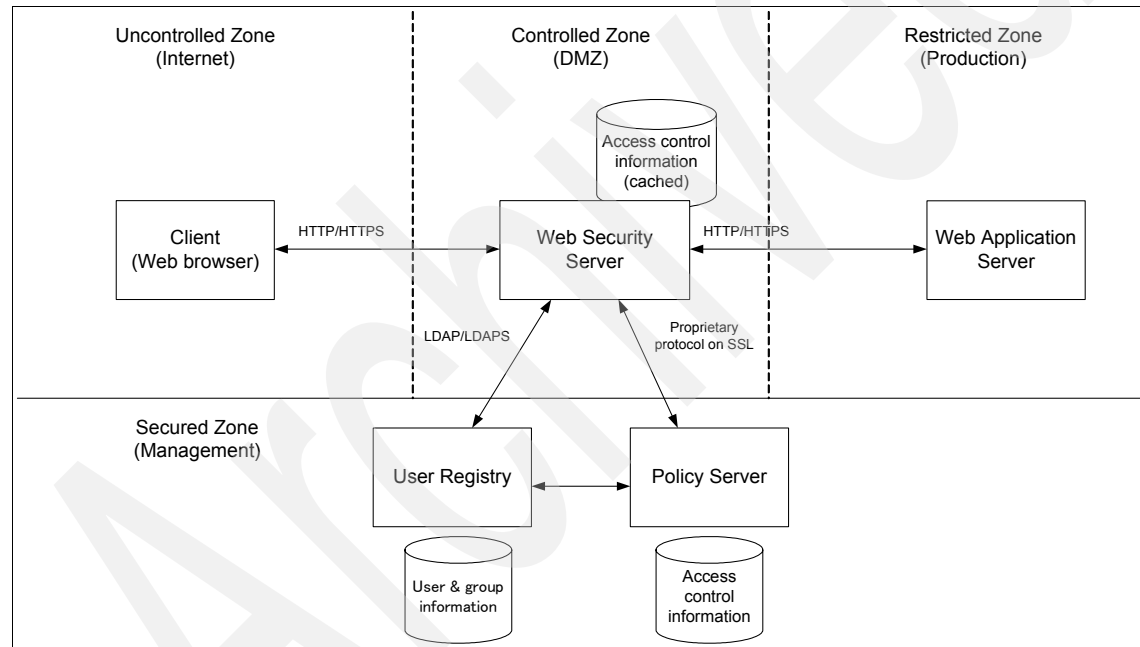 Uncontrolled Zone
(Internet)
Controlled Zone
(DMZ)
Restricted Zone
(Production)
Access control
information
(cached)
Client
(Web browser)
HTTP/HTTPS
Web Security
Server
HTTP/HTTPS
Web Application
Server
LDAP/LDAPS
Proprietary
protocol on SSL
Secured Zone
(Management)
User Registry
Policy Server
User & group
information
Access
control
information
Archived